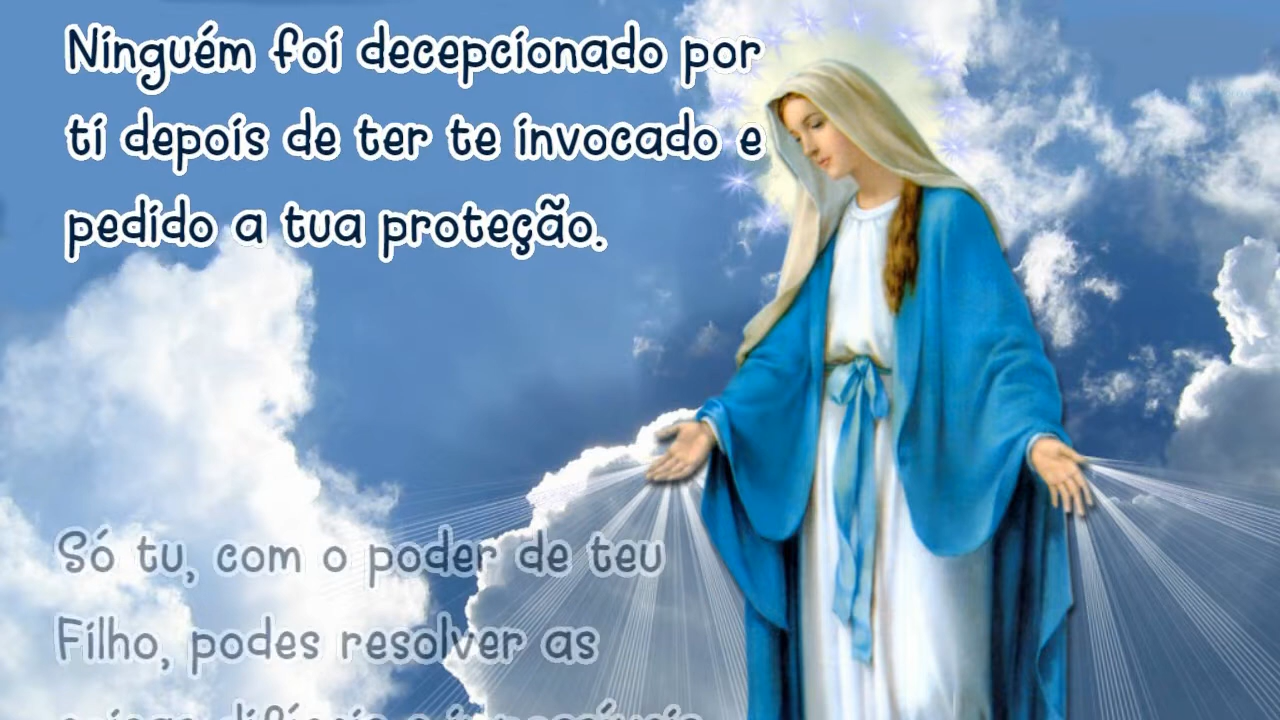 Ninguém foi decepcionado por
ti depois de ter te invocado e
pedido a tua proteção.
Só tu, com o poder de teu
Filho, podes resolver as